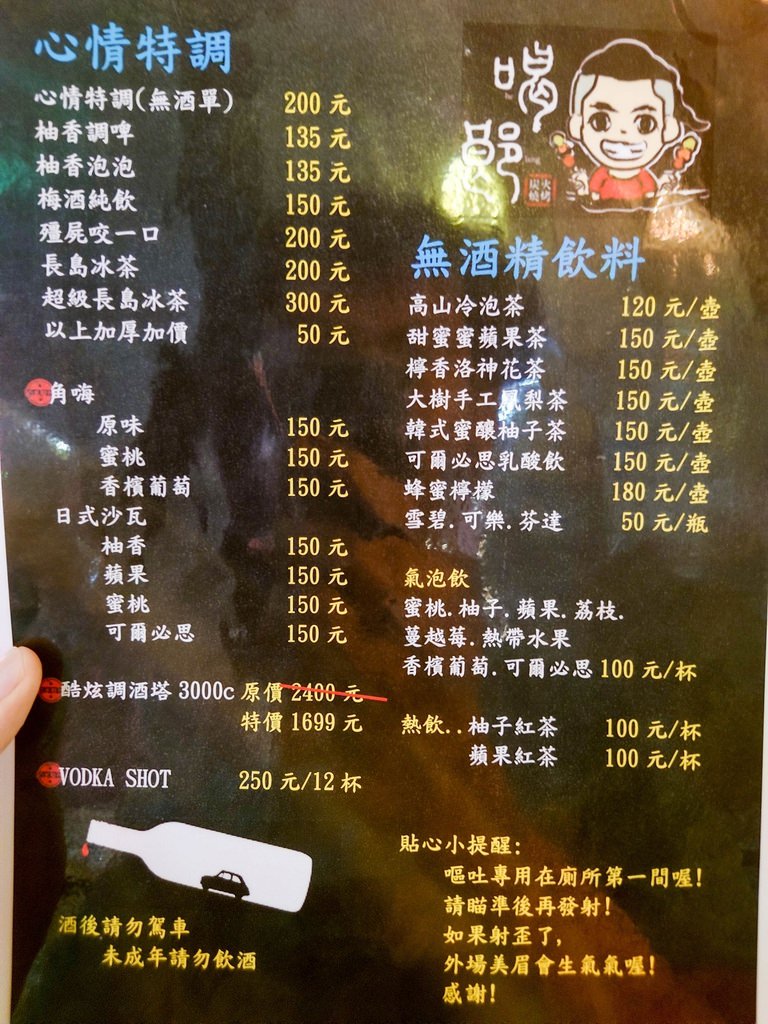 心情特調
心情特調(無酒單) 200 元
柚香調啤 135 元
柚香泡泡 135 元
梅酒純飲 150 元
殭屍咬一口 200 元
長島冰茶 200 元
超級長島冰茶 300 元
以上加厚加價 50 元
角嗨
原味 150 元
蜜桃 150 元
香檳葡萄 150 元
日式沙瓦
柚香 150 元
蘋果 150 元
蜜桃 150 元
可爾必思 150 元
酷炫調酒塔 3000c 原價 2400 元
特價 1699 元
VODKA SHOT 250 元/12 杯
酒後請勿駕車
未成年請勿飲酒
喝
鄭
炭火
燒烤
無酒精飲料
高山冷泡茶 120 元/壺
甜蜜蜜蘋果茶 150 元/壺
檸香洛神花茶 150 元/壺
大樹手工鳳梨茶 150 元/壺
韓式蜜釀柚子茶 150 元/壺
可爾必思乳酸飲 150 元/壺
蜂蜜檸檬 180 元/壺
雪碧.可樂.芬達 50 元/瓶
氣泡飲
蜜桃.柚子.蘋果.荔枝.
蔓越莓.熱帶水果
香檳葡萄.可爾必思 100 元/杯
熱飲..柚子紅茶 100 元/杯
蘋果紅茶 100 元/杯
貼心小提醒:
嘔吐專用在廁所第一間喔!
請瞄準後再發射!
如果射歪了,
外場美眉會生氣氣喔!
感謝!